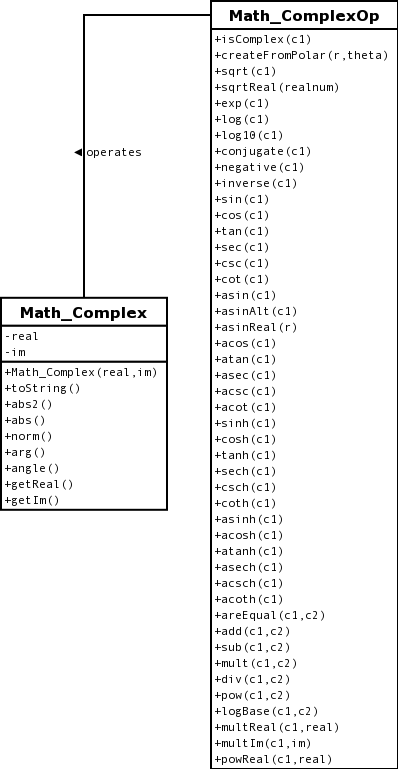 Math_ComplexOp
+isComplex(c1)
+createFromPolar(r,theta)
+sqrt(c1)
+sqrtReal(realnum)
+exp(c1)
+log(c1)
+log10(c1)
+conjugate(c1)
+negative(c1)
+inverse(c1)
+sin(c1)
+cos(c1)
+tan(c1)
+sec(c1)
+csc(c1)
+cot(c1)
+asin(c1)
+asinAlt(c1)
+asinReal(r)
+acos(c1)
+atan(c1)
+asec(c1)
+acsc(c1)
+acot(c1)
+sinh(c1)
+cosh(c1)
+tanh(c1)
+sech(c1)
+csch(c1)
+coth(c1)
+asinh(c1)
+acosh(c1)
+atanh(c1)
+asech(c1)
+acsch(c1)
+acoth(c1)
+areEqual(c1,c2)
+add(c1,c2)
+sub(c1,c2)
+mult(c1,c2)
+div(c1,c2)
+pow(c1,c2)
+logBase(c1,c2)
+multReal(c1,real)
+multIm(c1,im)
+powReal(c1,real)
operates
Math_Complex
-real
-im
+Math_Complex(real,im)
+toString()
+abs2()
+abs()
+norm()
+arg()
+angle()
+getReal()
+getIm()